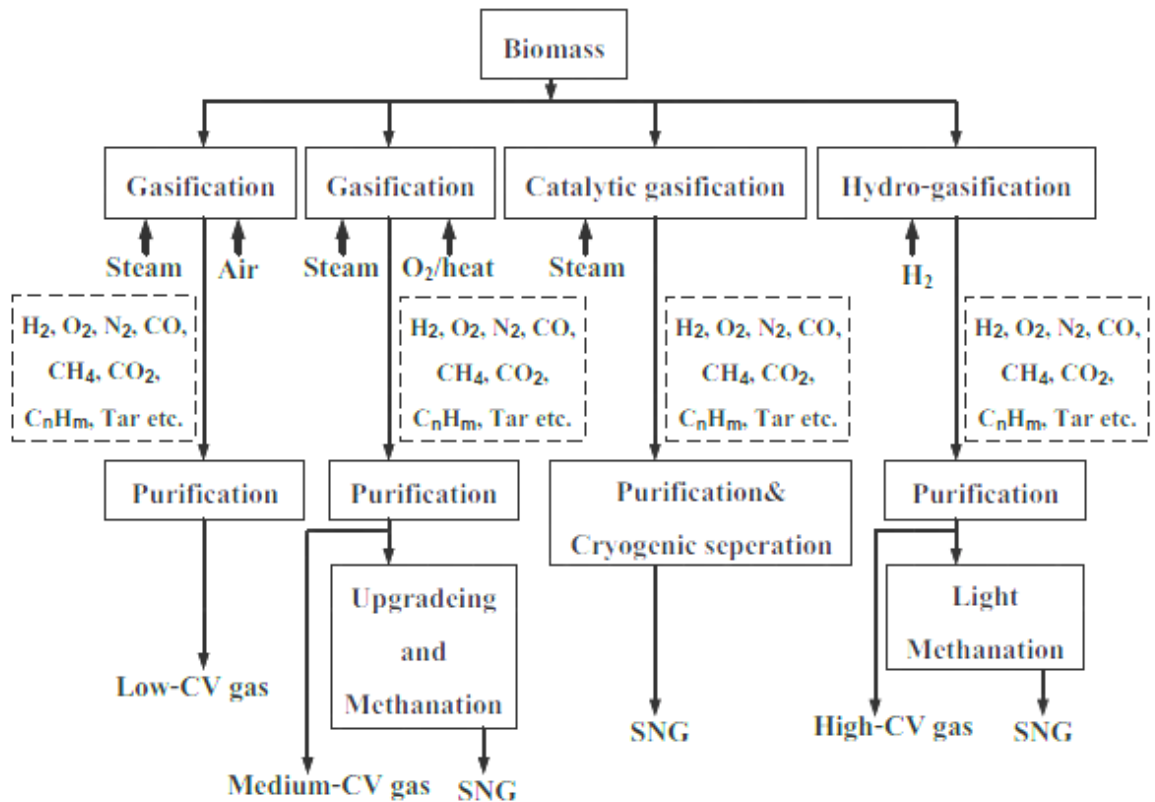 Biomass
Gasification
Gasification
Catalytic gasification
Hydro-gasification
Steam
Air
Steam
O₂/heat
Steam
H₂
H₂, O₂, N₂, CO,
CH₄, CO₂,
CₙHₘ, Tar etc.
H₂, O₂, N₂, CO,
CH₄, CO₂,
CₙHₘ, Tar etc.
H₂, O₂, N₂, CO,
CH₄, CO₂,
CₙHₘ, Tar etc.
H₂, O₂, N₂, CO,
CH₄, CO₂,
CₙHₘ, Tar etc.
Purification
Purification
Purification&
Cryogenic seperation
Purification
Upgradeing
and
Methanation
Light
Methanation
Low-CV gas
Medium-CV gas
SNG
SNG
High-CV gas
SNG